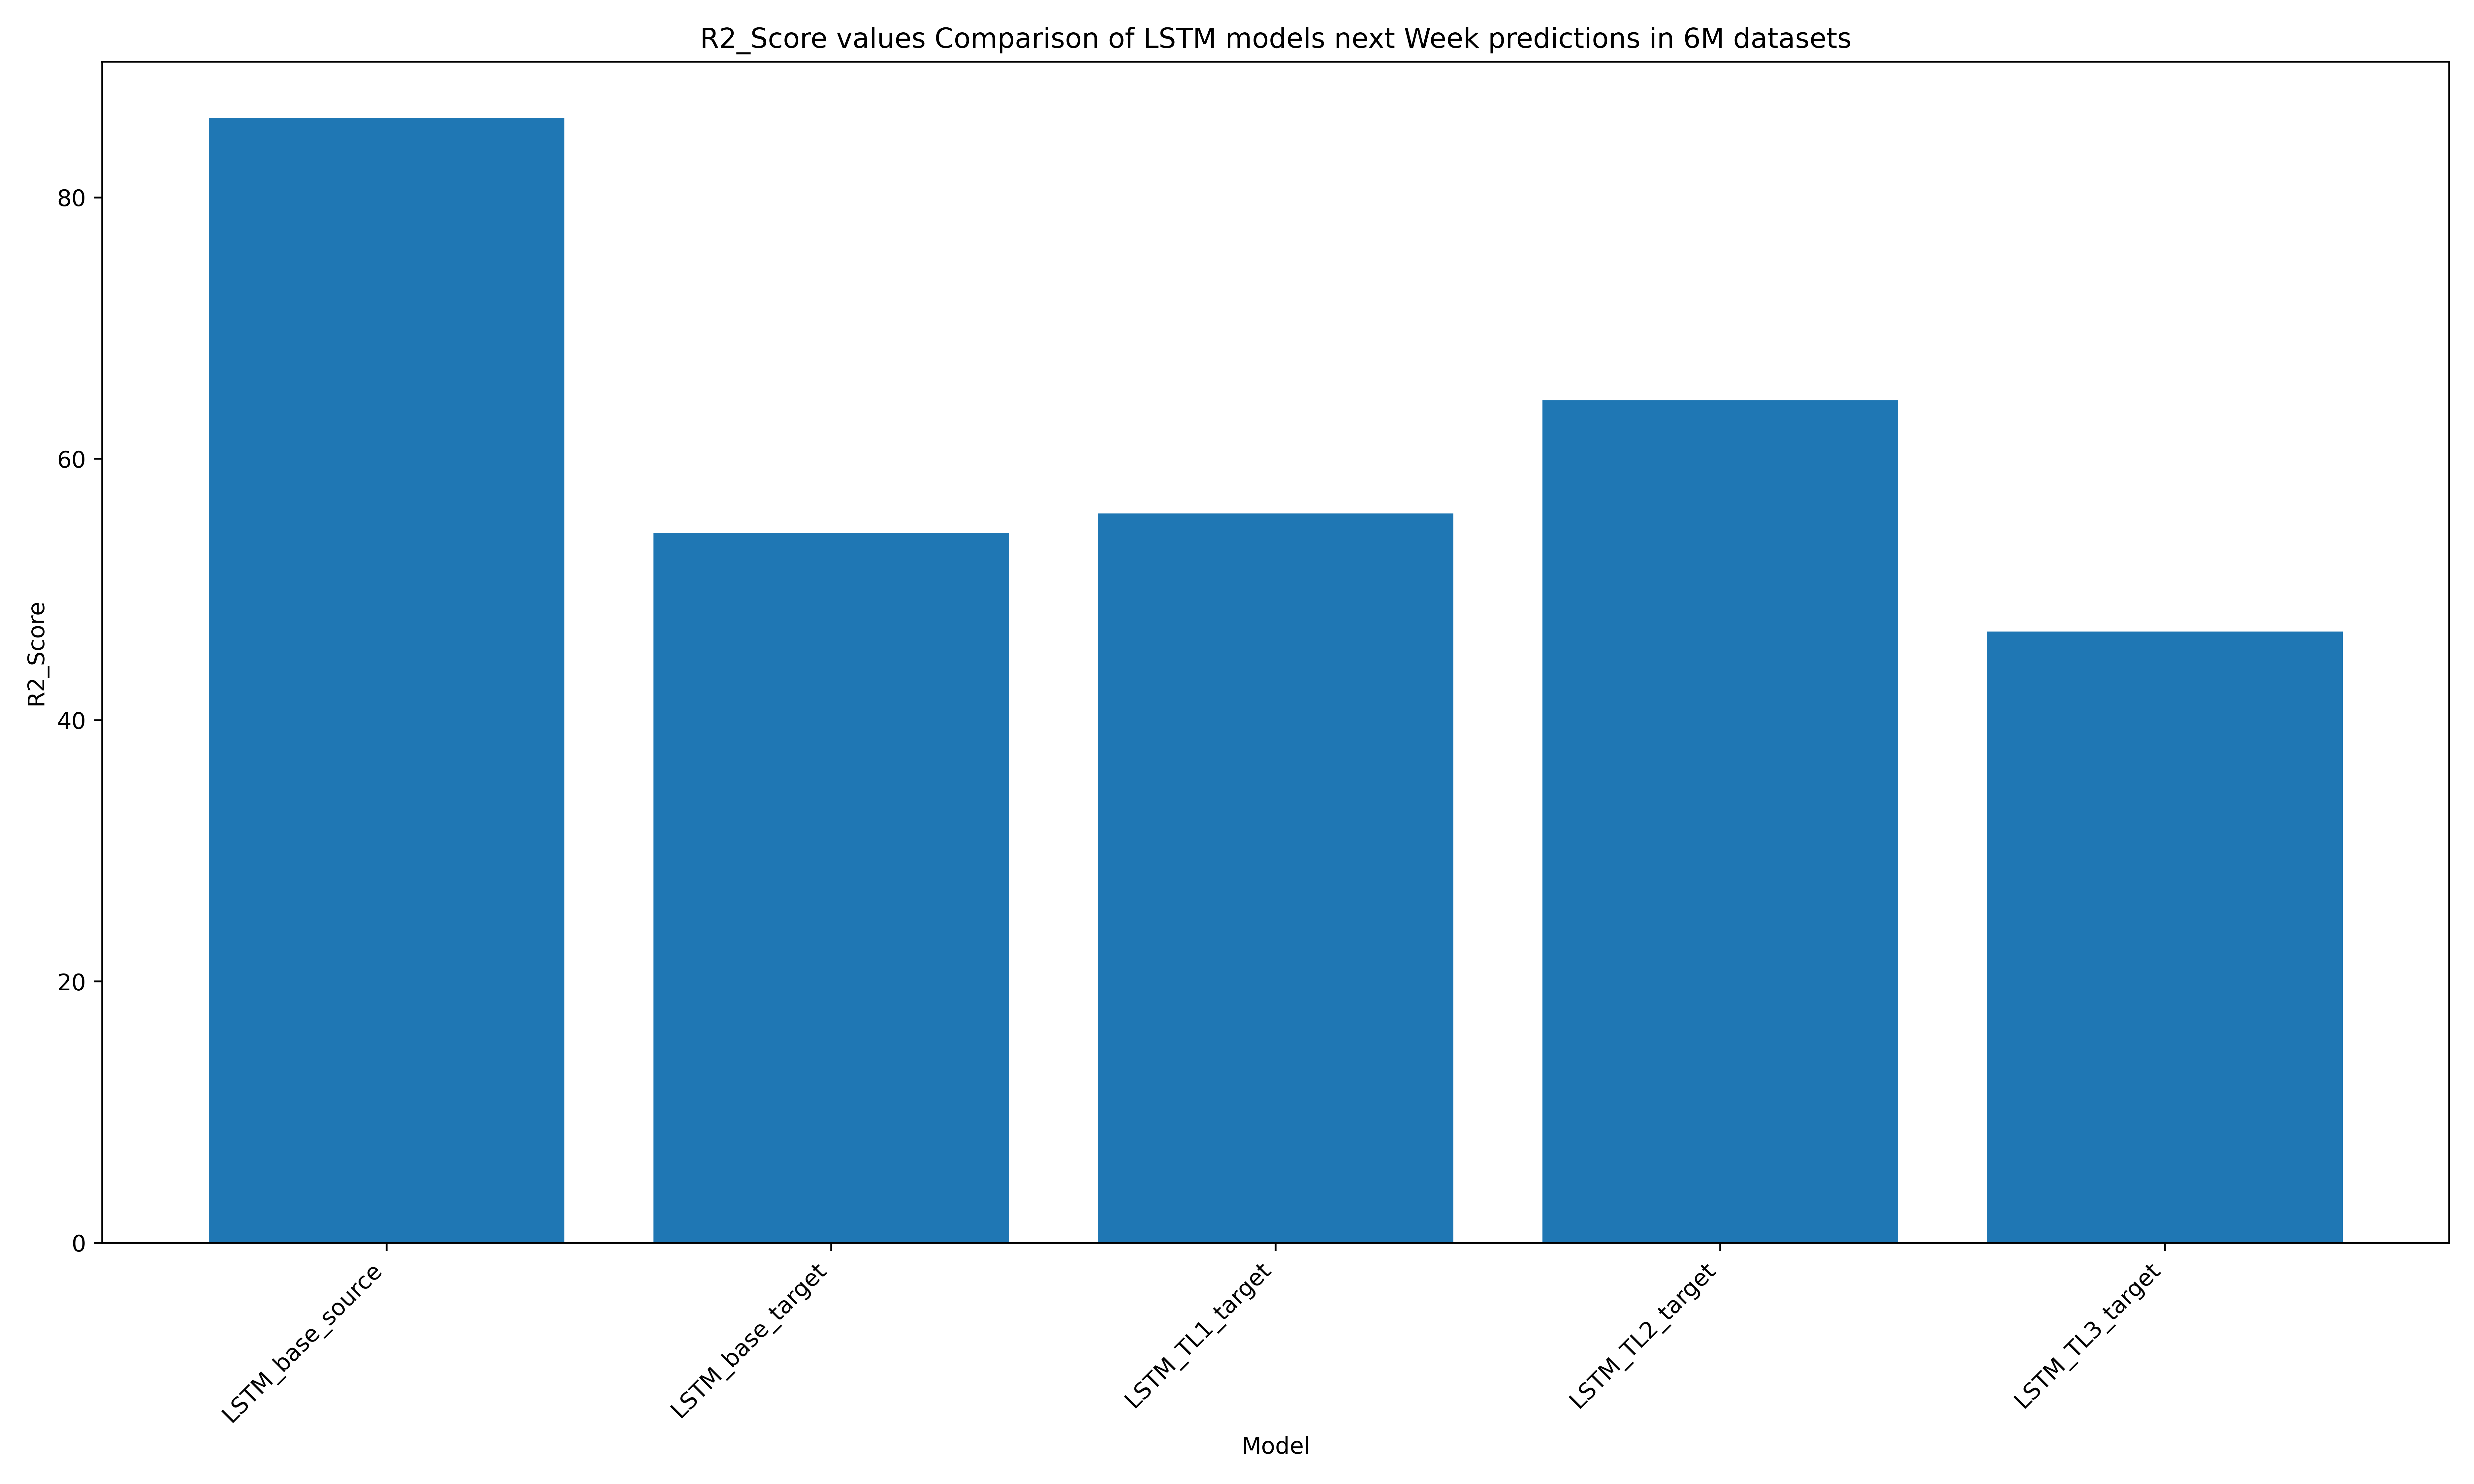 R2_Score values Comparison of LSTM models next Week predictions in 6M datasets
R2_Score
80
60
40
20
0
LSTM_base_source
LSTM_base_target
LSTM_TL1_target
LSTM_TL2_target
LSTM_TL3_target
Model